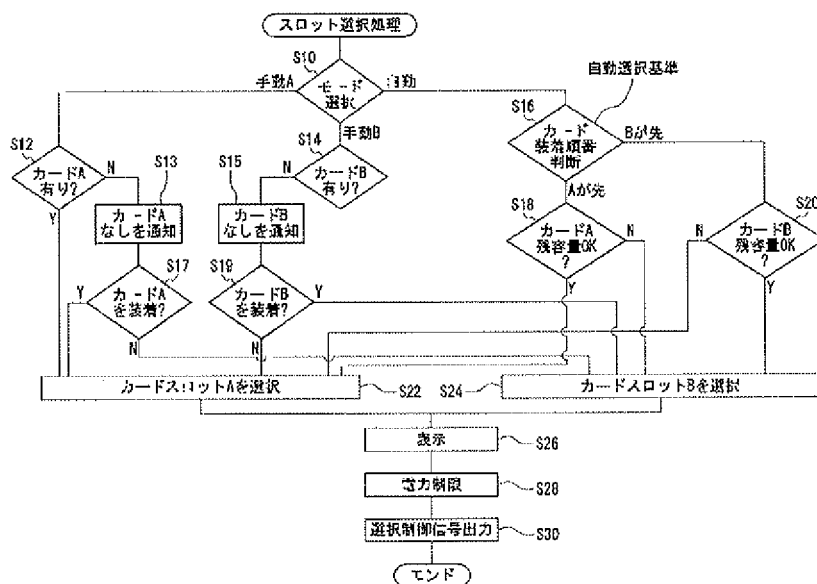 スロット選択処理
S10
モード
選択
手動A
自動
手動B
自動選択基準
S16
カード
装着順番
判断
Bが先
Aが先
S12
カードA
有り?
N
Y
S13
カードA
なしを通知
S14
カードB
有り?
N
S15
カードB
なしを通知
S17
カードA
を装着?
Y
N
S19
カードB
を装着?
Y
N
S18
カードA
残容量OK
?
N
Y
S20
カードB
残容量OK
?
N
Y
カードスロットAを選択
S22
S24
カードスロットBを選択
表示
S26
電力制限
S28
選択制御信号出力
S30
エンド